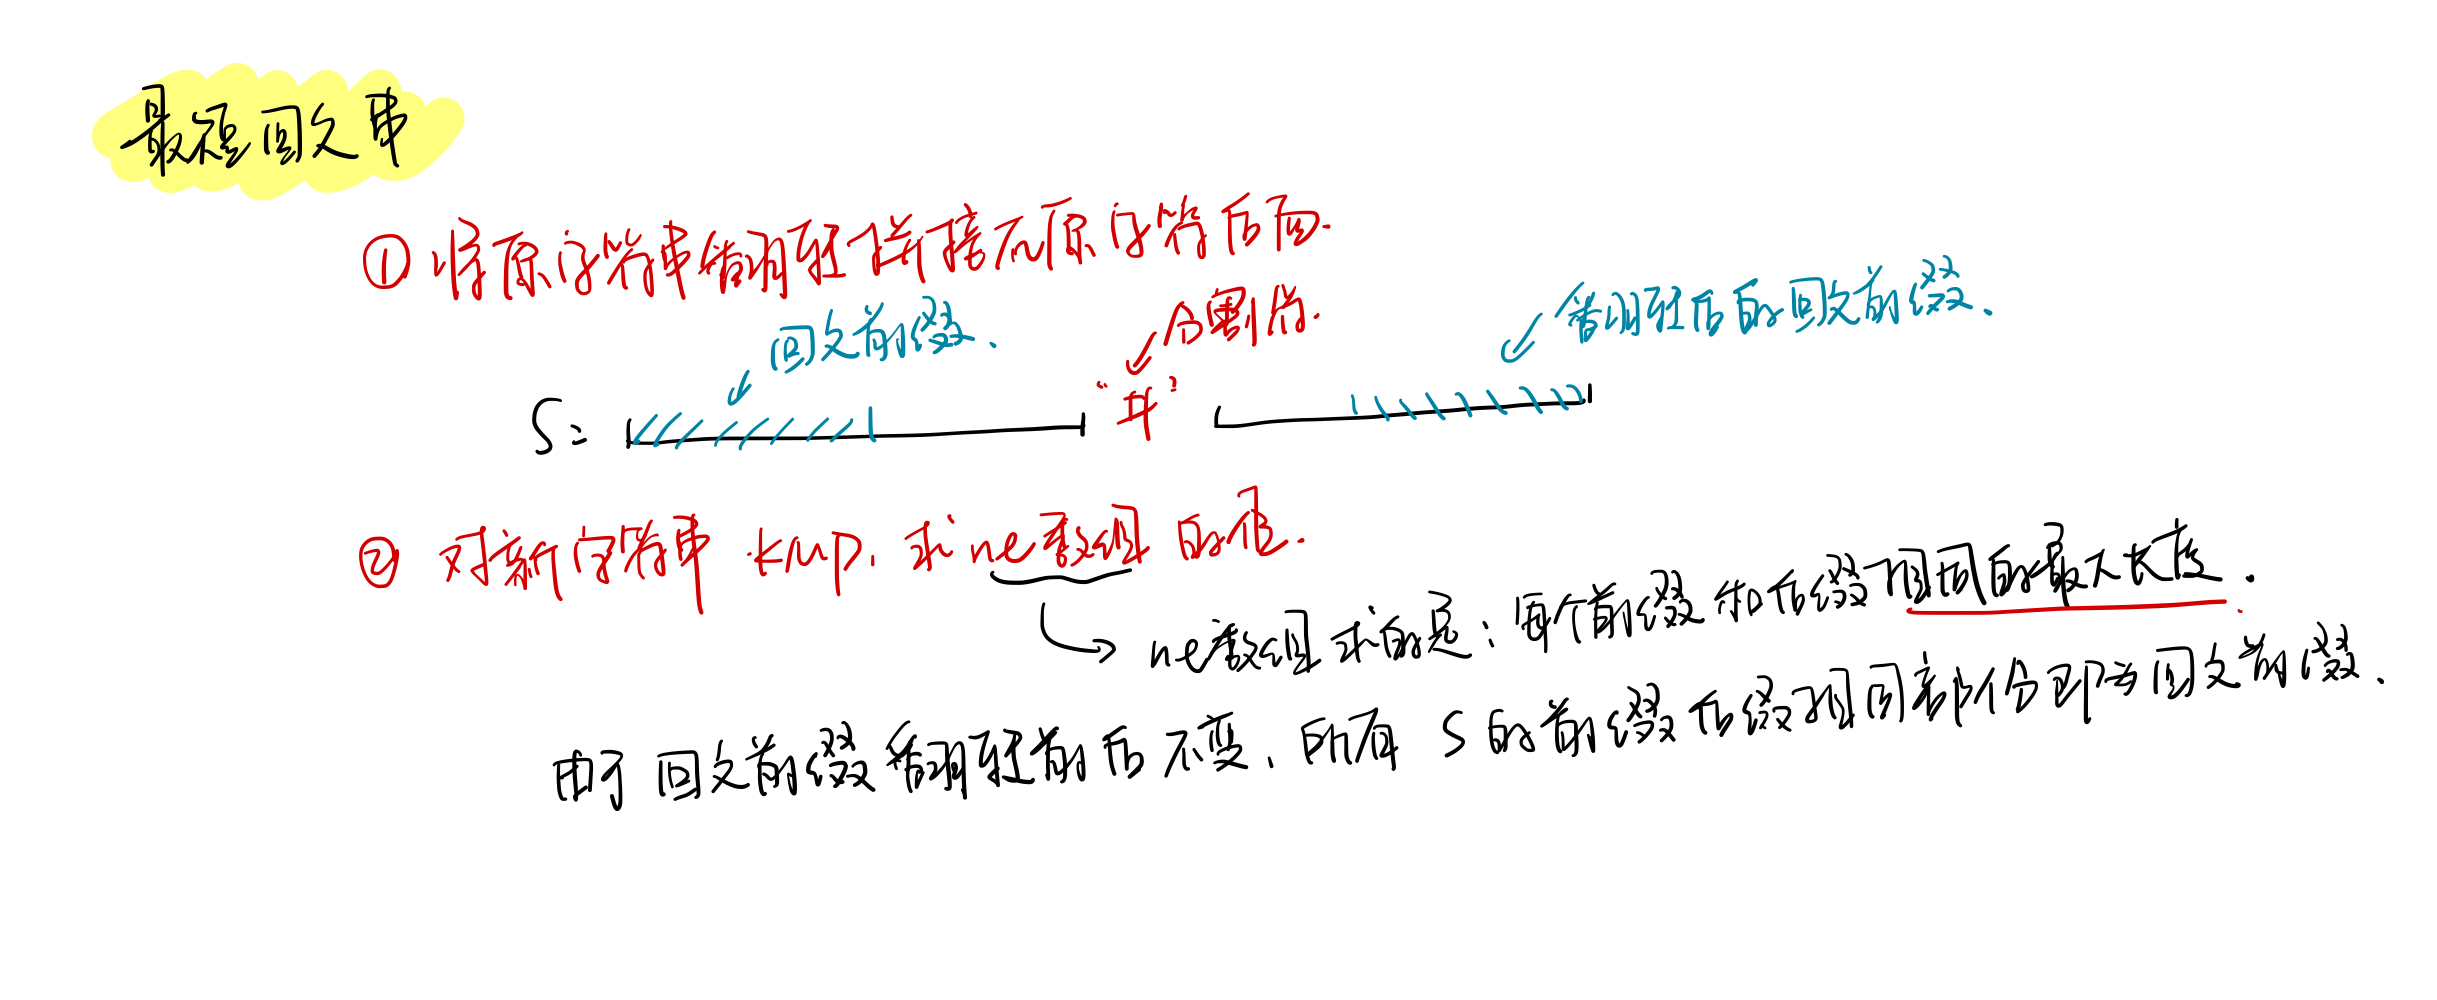 最短回文串
① 将原字符串翻转拼接在原字符后面.
回文前缀、
分割符.
翻转后的回文前缀、
S: "井"
② 对新字符串 KMP, 求 ne数组 的值.
ne数组求的是: 每个前缀和后缀相同的最大长度.
由于 回文前缀翻转前后不变, 所有 S 的前缀后缀相同部份即为回文前缀、